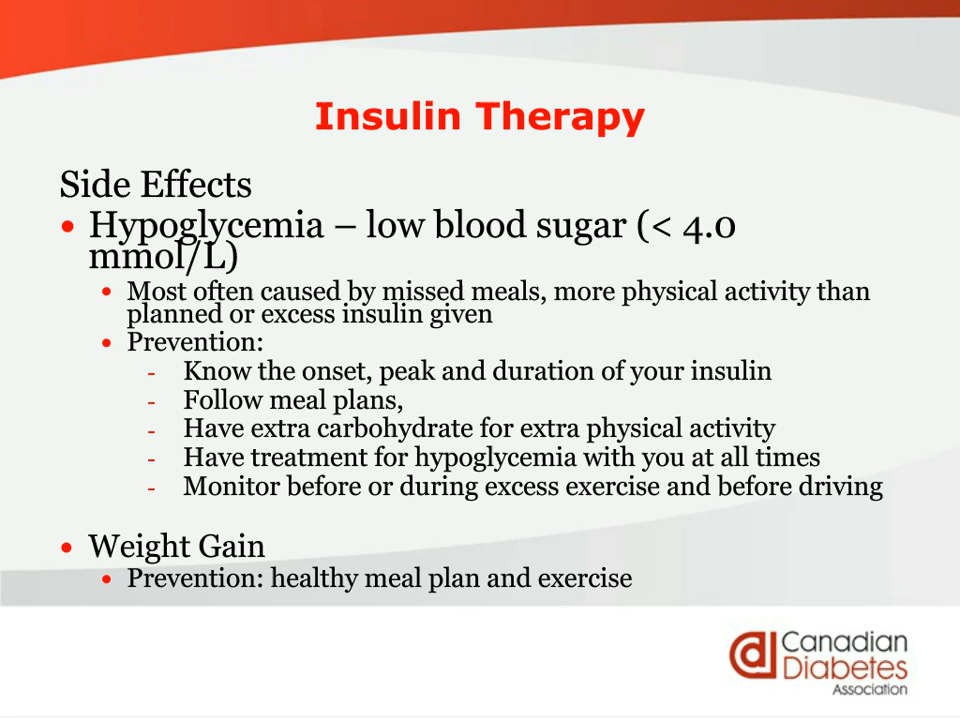 Insulin Therapy
Side Effects
• Hypoglycemia – low blood sugar (< 4.0
mmol/L)
• Most often caused by missed meals, more physical activity than
planned or excess insulin given
• Prevention:
- Know the onset, peak and duration of your insulin
- Follow meal plans,
- Have extra carbohydrate for extra physical activity
- Have treatment for hypoglycemia with you at all times
- Monitor before or during excess exercise and before driving
• Weight Gain
• Prevention: healthy meal plan and exercise
Canadian
Diabetes
Association